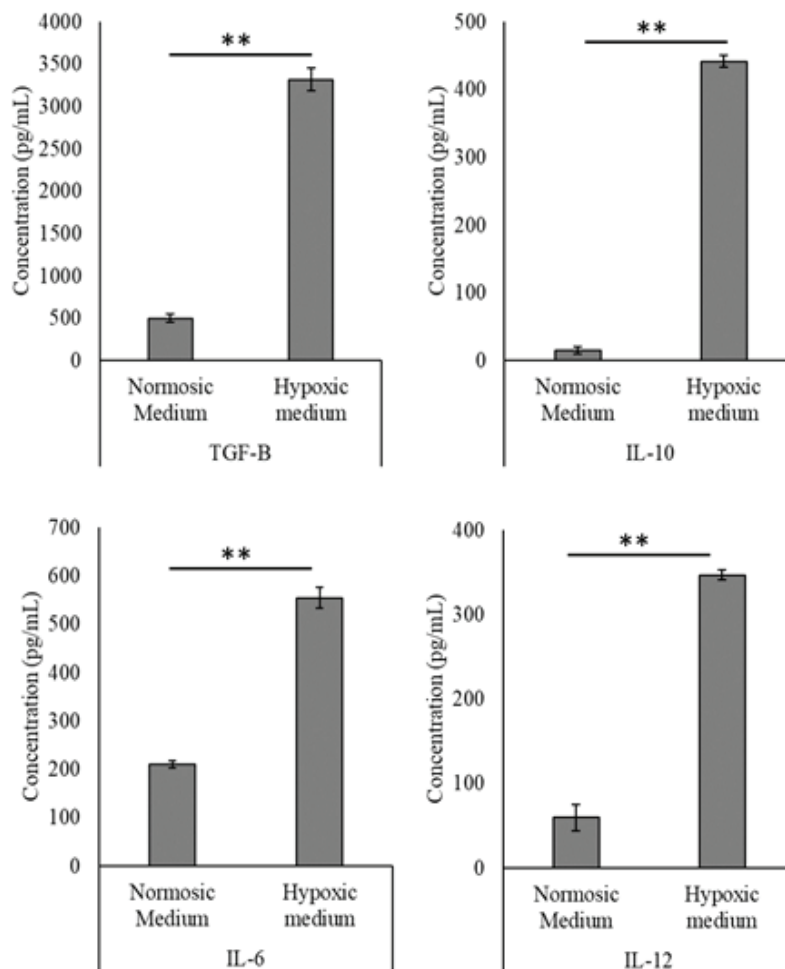 4000
3500
3000
2500
2000
1500
1000
500
0
Concentration (pg/mL)
**
Normosic Medium
Hypoxic medium
TGF-B
500
400
300
200
100
0
Concentration (pg/mL)
**
Normosic Medium
Hypoxic medium
IL-10
700
600
500
400
300
200
100
0
Concentration (pg/mL)
**
Normosic Medium
Hypoxic medium
IL-6
400
300
200
100
0
Concentration (pg/mL)
**
Normosic Medium
Hypoxic medium
IL-12